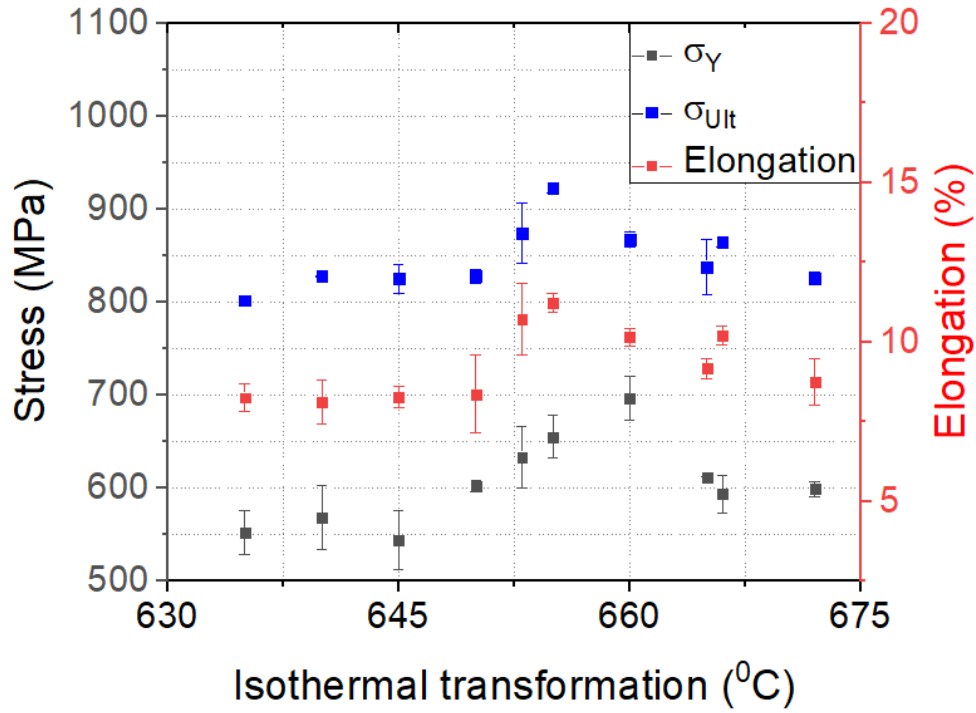 1100
1000
900
800
700
600
500
Stress (MPa)
σY
σUlt
Elongation
20
15
10
5
Elongation (%)
630
645
660
675
Isothermal transformation (⁰C)